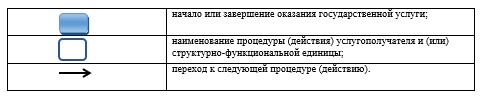 начало или завершение оказания государственной услуги;
наименование процедуры (действия) услугополучателя и (или)
структурно-функциональной единицы;
переход к следующей процедуре (действию).